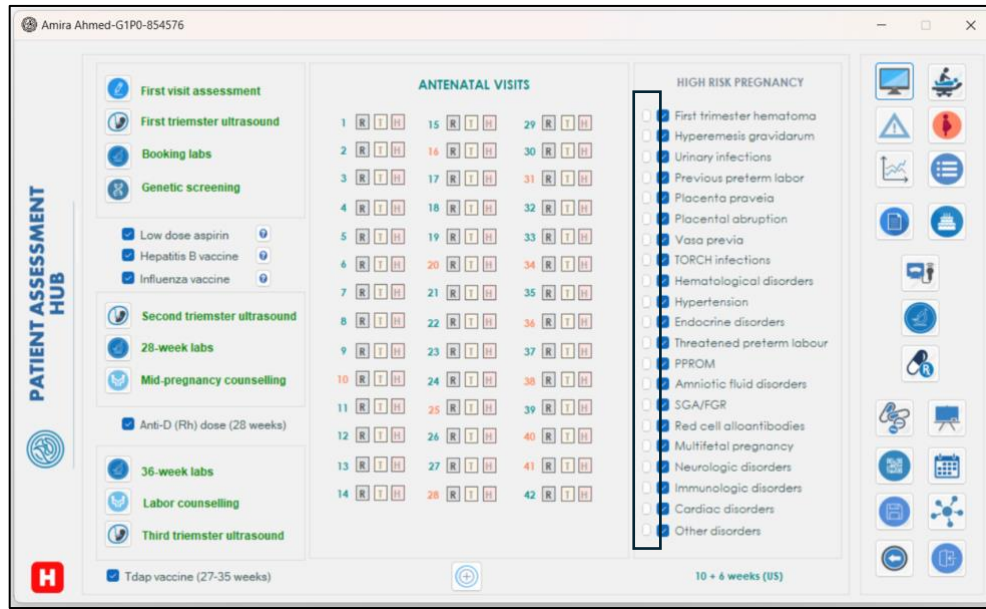 Amira Ahmed-G1P0-854576
PATIENT ASSESSMENT
HUB
First visit assessment
First triemster ultrasound
Booking labs
Genetic screening
Low dose aspirin
Hepatitis B vaccine
Influenza vaccine
Second triemster ultrasound
28-week labs
Mid-pregnancy counselling
Anti-D (Rh) dose (28 weeks)
36-week labs
Labor counselling
Third triemster ultrasound
H
Tdap vaccine (27-35 weeks)
ANTENATAL VISITS
1 R T H 15 R T H 29 R T H
2 R T H 16 R T H 30 R T H
3 R T H 17 R T H 31 R T H
4 R T H 18 R T H 32 R T H
5 R T H 19 R T H 33 R T H
6 R T H 20 R T H 34 R T H
7 R T H 21 R T H 35 R T H
8 R T H 22 R T H 36 R T H
9 R T H 23 R T H 37 R T H
10 R T H 24 R T H 38 R T H
11 R T H 25 R T H 39 R T H
12 R T H 26 R T H 40 R T H
13 R T H 27 R T H 41 R T H
14 R T H 28 R T H 42 R T H
HIGH RISK PREGNANCY
First trimester hematoma
Hyperemesis gravidarum
Urinary infections
Previous preterm labor
Placenta praveia
Placental abruption
Vasa previa
TORCH infections
Hematological disorders
Hypertension
Endocrine disorders
Threatened preterm labour
PPROM
Amniotic fluid disorders
SGA/FGR
Red cell alloantibodies
Multifetal pregnancy
Neurologic disorders
Immunologic disorders
Cardiac disorders
Other disorders
10 + 6 weeks (US)
R